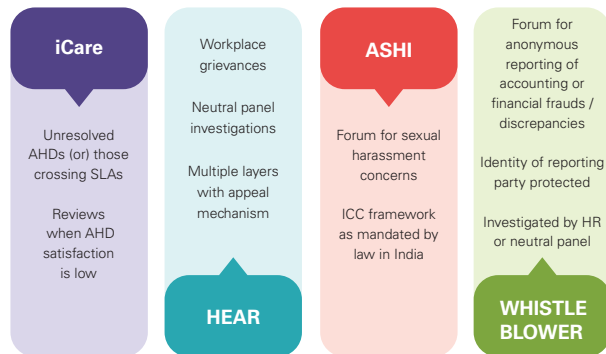 iCare
Unresolved
AHDs (or) those
crossing SLAs
Reviews
when AHD
satisfaction
is low
Workplace
grievances
Neutral panel
investigations
Multiple layers
with appeal
mechanism
HEAR
ASHI
Forum for sexual
harassment
concerns
ICC framework
as mandated by
law in India
Forum for
anonymous
reporting of
accounting or
financial frauds /
discrepancies
Identity of reporting
party protected
Investigated by HR
or neutral panel
WHISTLE
BLOWER